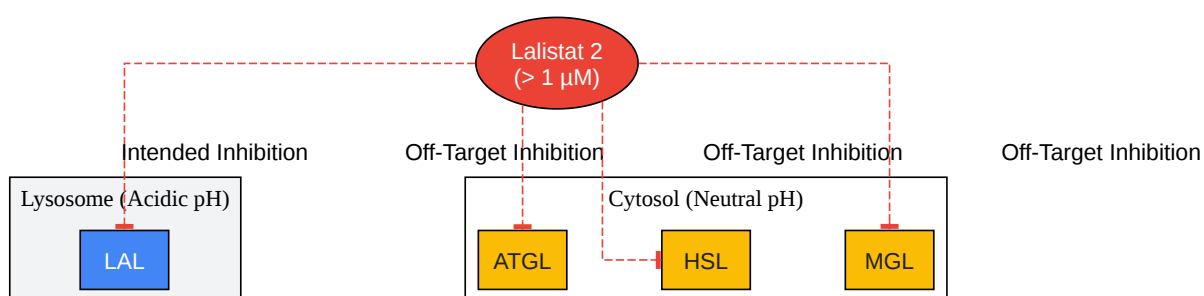 Lalistat 2
(> 1 µM)
Intended Inhibition
Off-Target Inhibition
Off-Target Inhibition
Off-Target Inhibition
Lysosome (Acidic pH)
Cytosol (Neutral pH)
LAL
ATGL
HSL
MGL